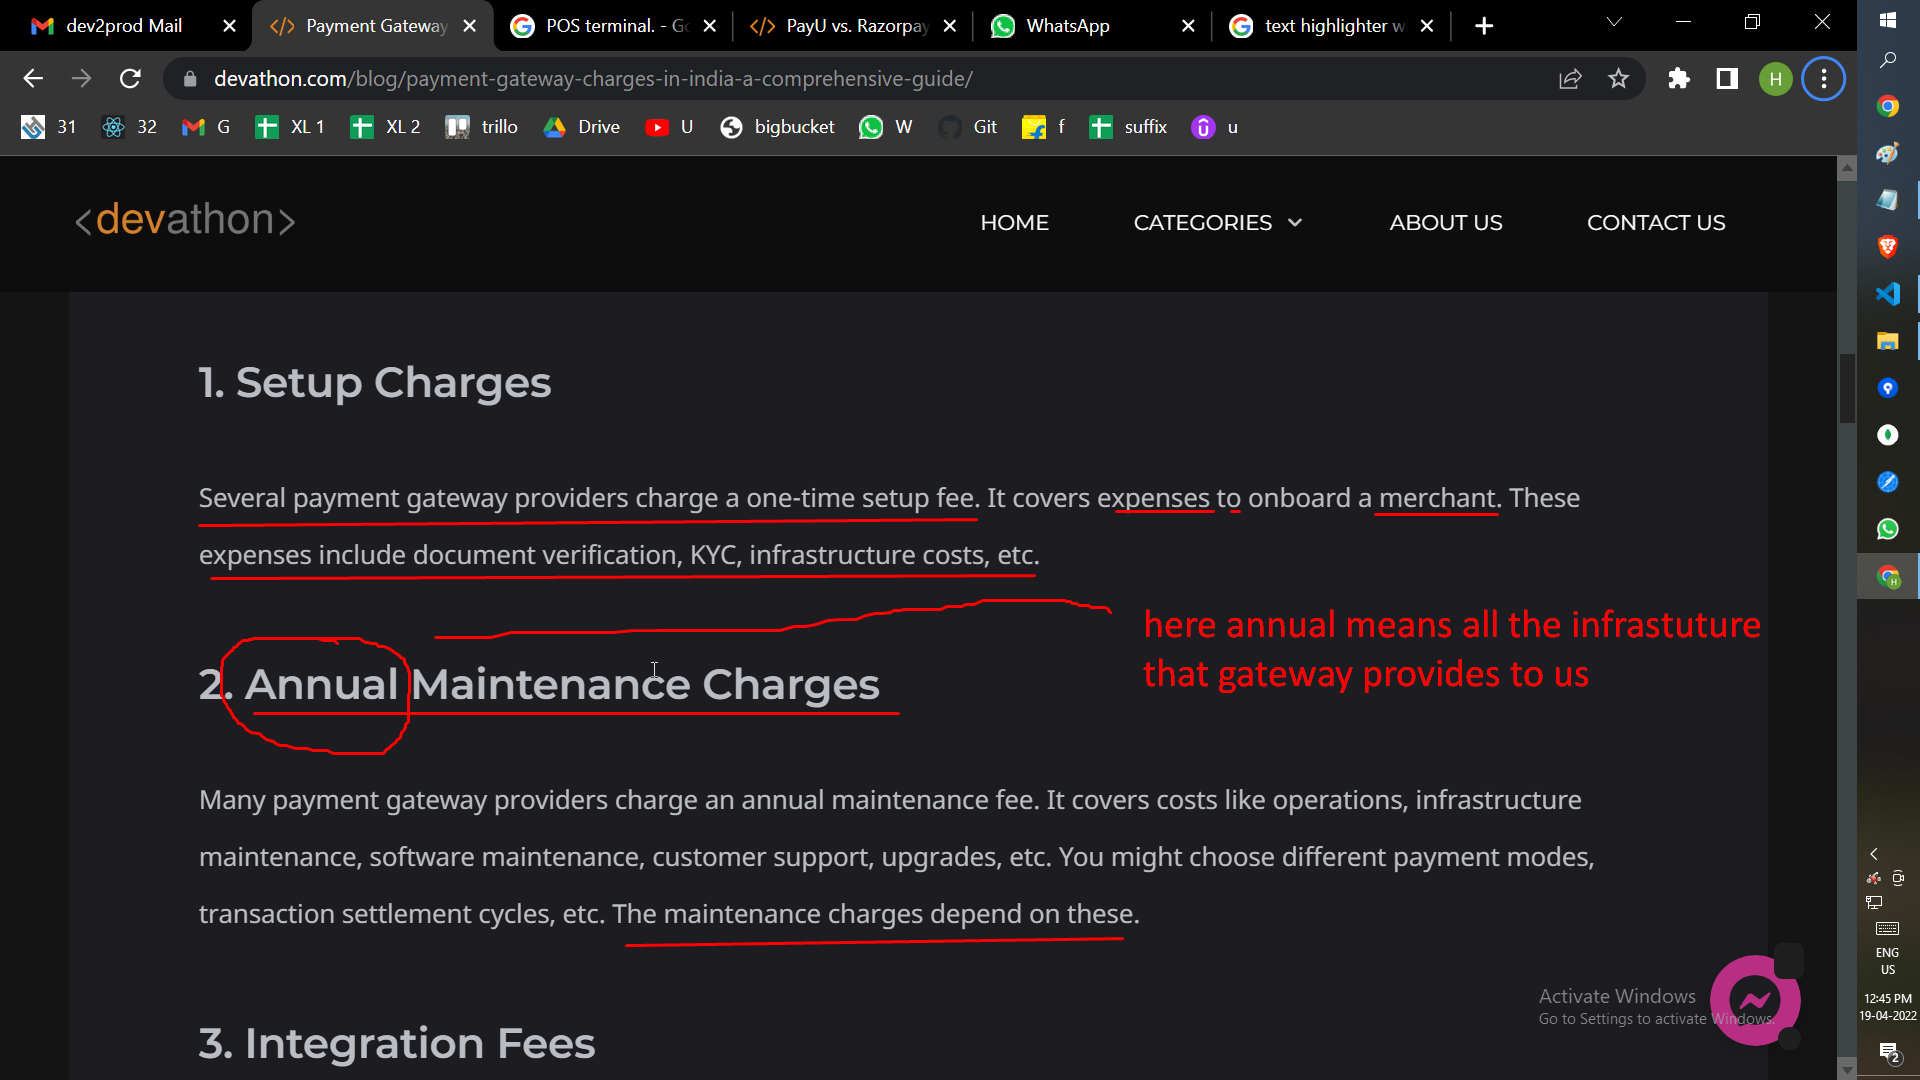 dev2prod Mail
Payment Gateway
POS terminal. - Go
PayU vs. Razorpay
WhatsApp
text highlighter w
devathon.com/blog/payment-gateway-charges-in-india-a-comprehensive-guide/
H
31
32
G
XL 1
XL 2
trillo
Drive
U
bigbucket
W
Git
f
suffix
u
<devathon>
HOME
CATEGORIES
ABOUT US
CONTACT US
1. Setup Charges
Several payment gateway providers charge a one-time setup fee. It covers expenses to onboard a merchant. These
expenses include document verification, KYC, infrastructure costs, etc.
here annual means all the infrastuture
that gateway provides to us
2. Annual Maintenance Charges
Many payment gateway providers charge an annual maintenance fee. It covers costs like operations, infrastructure
maintenance, software maintenance, customer support, upgrades, etc. You might choose different payment modes,
transaction settlement cycles, etc. The maintenance charges depend on these.
3. Integration Fees
Activate Windows
Go to Settings to activate Windows.
ENG
US
12:45 PM
19-04-2022
2